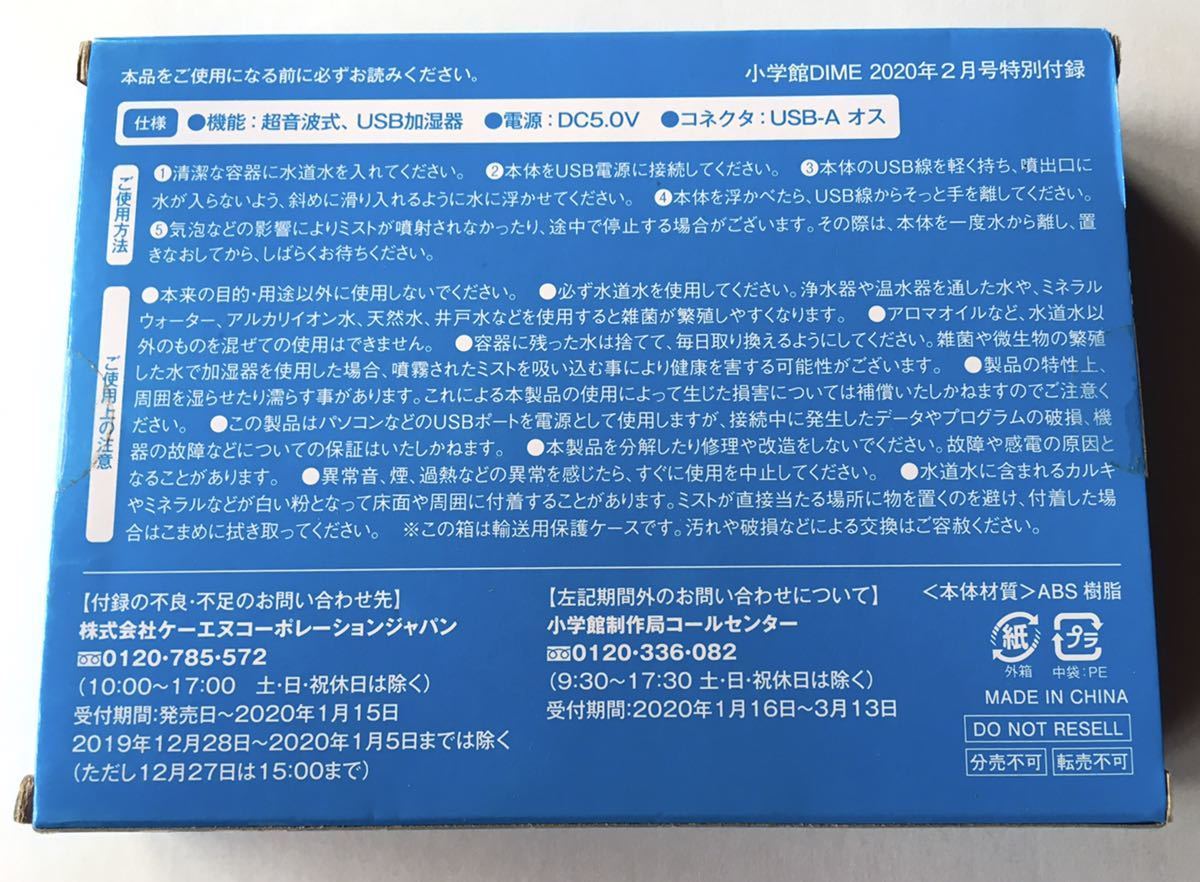 本品をご使用になる前に必ずお読みください。
小学館DIME 2020年2月号特別付録
仕様 ●機能：超音波式、USB加湿器 ●電源：DC5.0V ●コネクタ：USB-A オス
ご使用方法
①清潔な容器に水道水を入れてください。 ②本体をUSB電源に接続してください。 ③本体のUSB線を軽く持ち、噴出口に
水が入らないよう、斜めに滑り入れるように水に浮かせてください。 ④本体を浮かべたら、USB線からそっと手を離してください。
⑤気泡などの影響によりミストが噴射されなかったり、途中で停止する場合がございます。その際は、本体を一度水から離し、置
きなおしてから、しばらくお待ちください。
ご使用上の注意
●本来の目的・用途以外に使用しないでください。 ●必ず水道水を使用してください。浄水器や温水器を通した水や、ミネラル
ウォーター、アルカリイオン水、天然水、井戸水などを使用すると雑菌が繁殖しやすくなります。 ●アロマオイルなど、水道水以
外のものを混ぜての使用はできません。 ●容器に残った水は捨てて、毎日取り換えるようにしてください。雑菌や微生物の繁殖
した水で加湿器を使用した場合、噴霧されたミストを吸い込む事により健康を害する可能性がございます。 ●製品の特性上、
周囲を湿らせたり濡らす事があります。これによる本製品の使用によって生じた損害については補償いたしかねますのでご注意く
ださい。 ●この製品はパソコンなどのUSBポートを電源として使用しますが、接続中に発生したデータやプログラムの破損、機
器の故障などについての保証はいたしかねます。 ●本製品を分解したり修理や改造をしないでください。故障や感電の原因と
なることがあります。 ●異常音、煙、過熱などの異常を感じたら、すぐに使用を中止してください。 ●水道水に含まれるカルキ
やミネラルなどが白い粉となって床面や周囲に付着することがあります。ミストが直接当たる場所に物を置くのを避け、付着した場
合はこまめに拭き取ってください。 ※この箱は輸送用保護ケースです。汚れや破損などによる交換はご容赦ください。
【付録の不良・不足のお問い合わせ先】
株式会社ケーエヌコーポレーションジャパン
0120・785・572
（10:00〜17:00 土・日・祝休日は除く）
受付期間：発売日〜2020年1月15日
2019年12月28日〜2020年1月5日までは除く
（ただし12月27日は15:00まで）
【左記期間外のお問い合わせについて】
小学館制作局コールセンター
0120・336・082
（9:30〜17:30 土・日・祝休日は除く）
受付期間：2020年1月16日〜3月13日
＜本体材質＞ABS 樹脂
紙 プラ
外箱 中袋：PE
MADE IN CHINA
DO NOT RESELL
分売不可 転売不可